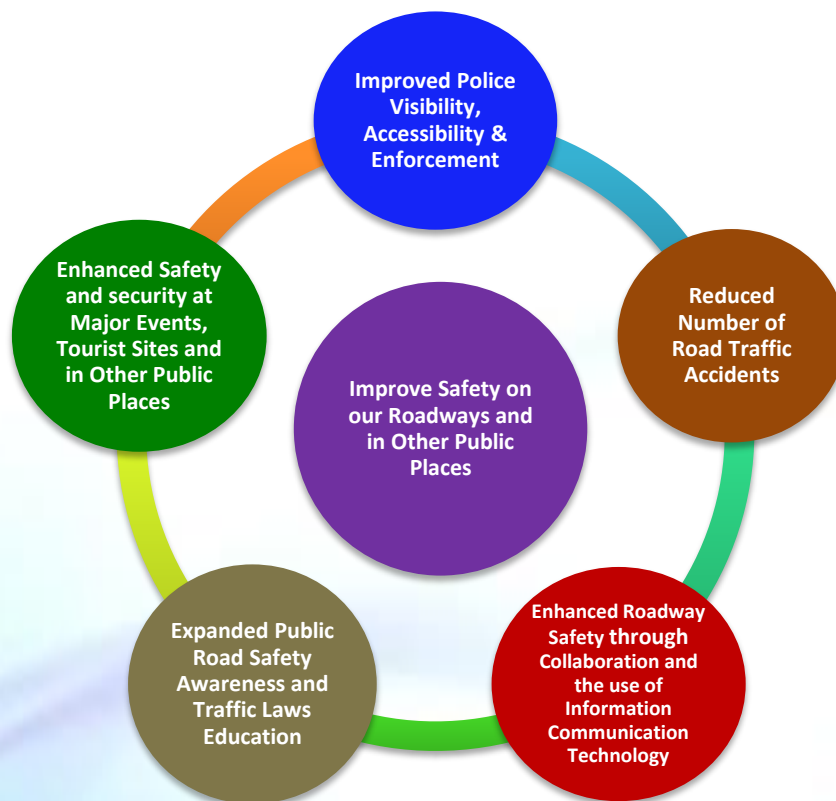 Improved Police
Visibility,
Accessibility &
Enforcement
Reduced
Number of
Road Traffic
Accidents
Enhanced Roadway
Safety through
Collaboration and
the use of
Information
Communication
Technology
Expanded Public
Road Safety
Awareness and
Traffic Laws
Education
Enhanced Safety
and security at
Major Events,
Tourist Sites and
in Other Public
Places
Improve Safety on
our Roadways and
in Other Public
Places